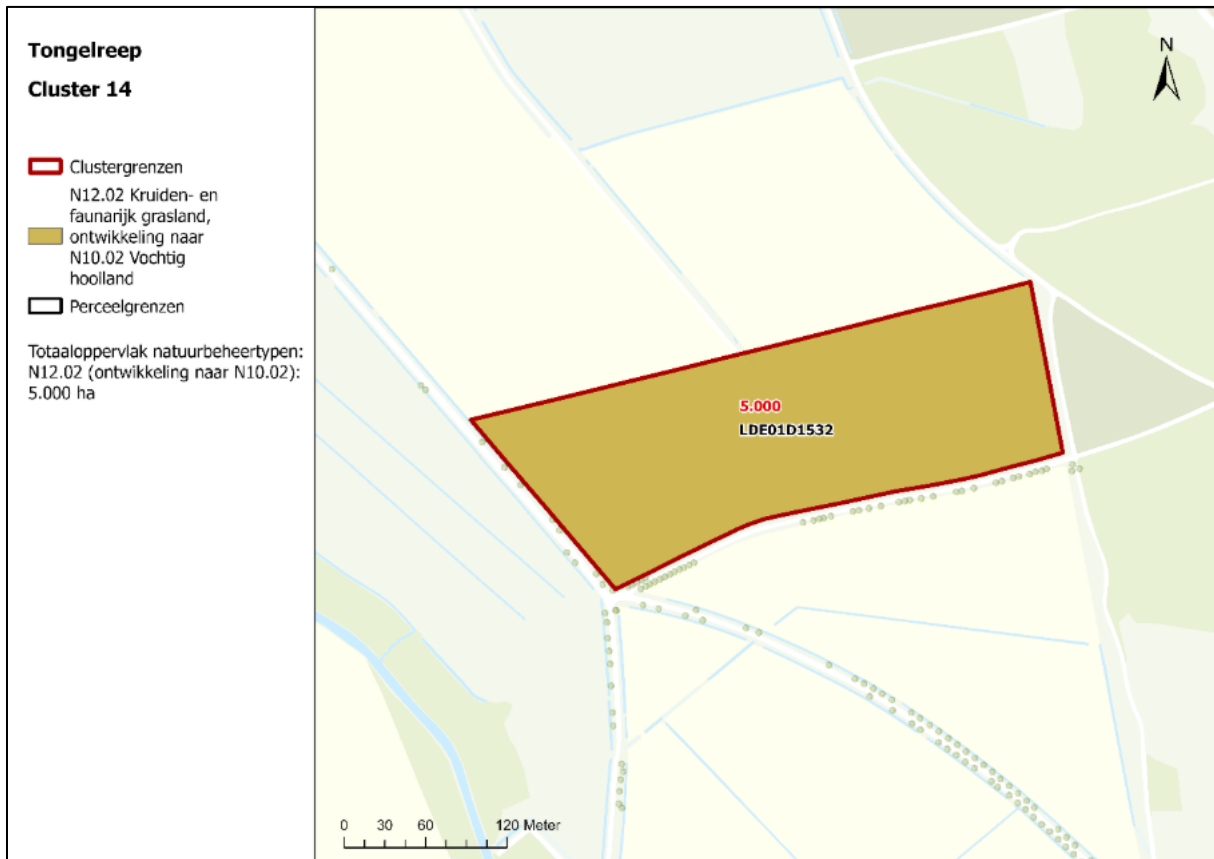 Tongelreep
Cluster 14
Clustergrenzen
N12.02 Kruiden- en
faunarijk grasland,
ontwikkeling naar
N10.02 Vochtig
hoolland
Perceelgrenzen
Totaaloppervlak natuurbeheertypen:
N12.02 (ontwikkeling naar N10.02):
5.000 ha
N
5.000
LDE01D1532
0 30 60 120 Meter